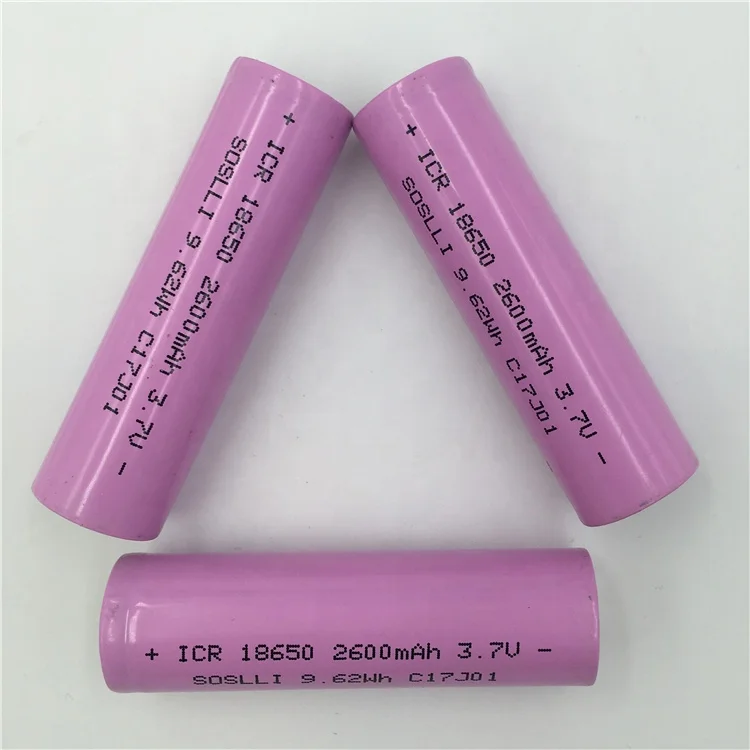 + ICR 18650 2600mAh 3.7V -
SOSLLI 9.62Wh C17J01
+ ICR 18650 2600mAh 3.7V -
SOSLLI 9.62Wh C17J01
+ ICR 18650 2600mAh 3.7V -
SOSLLI 9.62Wh C17J01